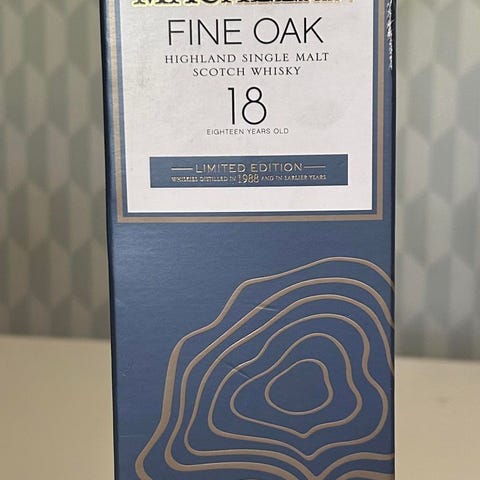 FINE OAK
HIGHLAND SINGLE MALT
SCOTCH WHISKY
18
EIGHTEEN YEARS OLD
LIMITED EDITION
WHISKIES DISTILLED IN 1988 AND IN EARLIER YEARS